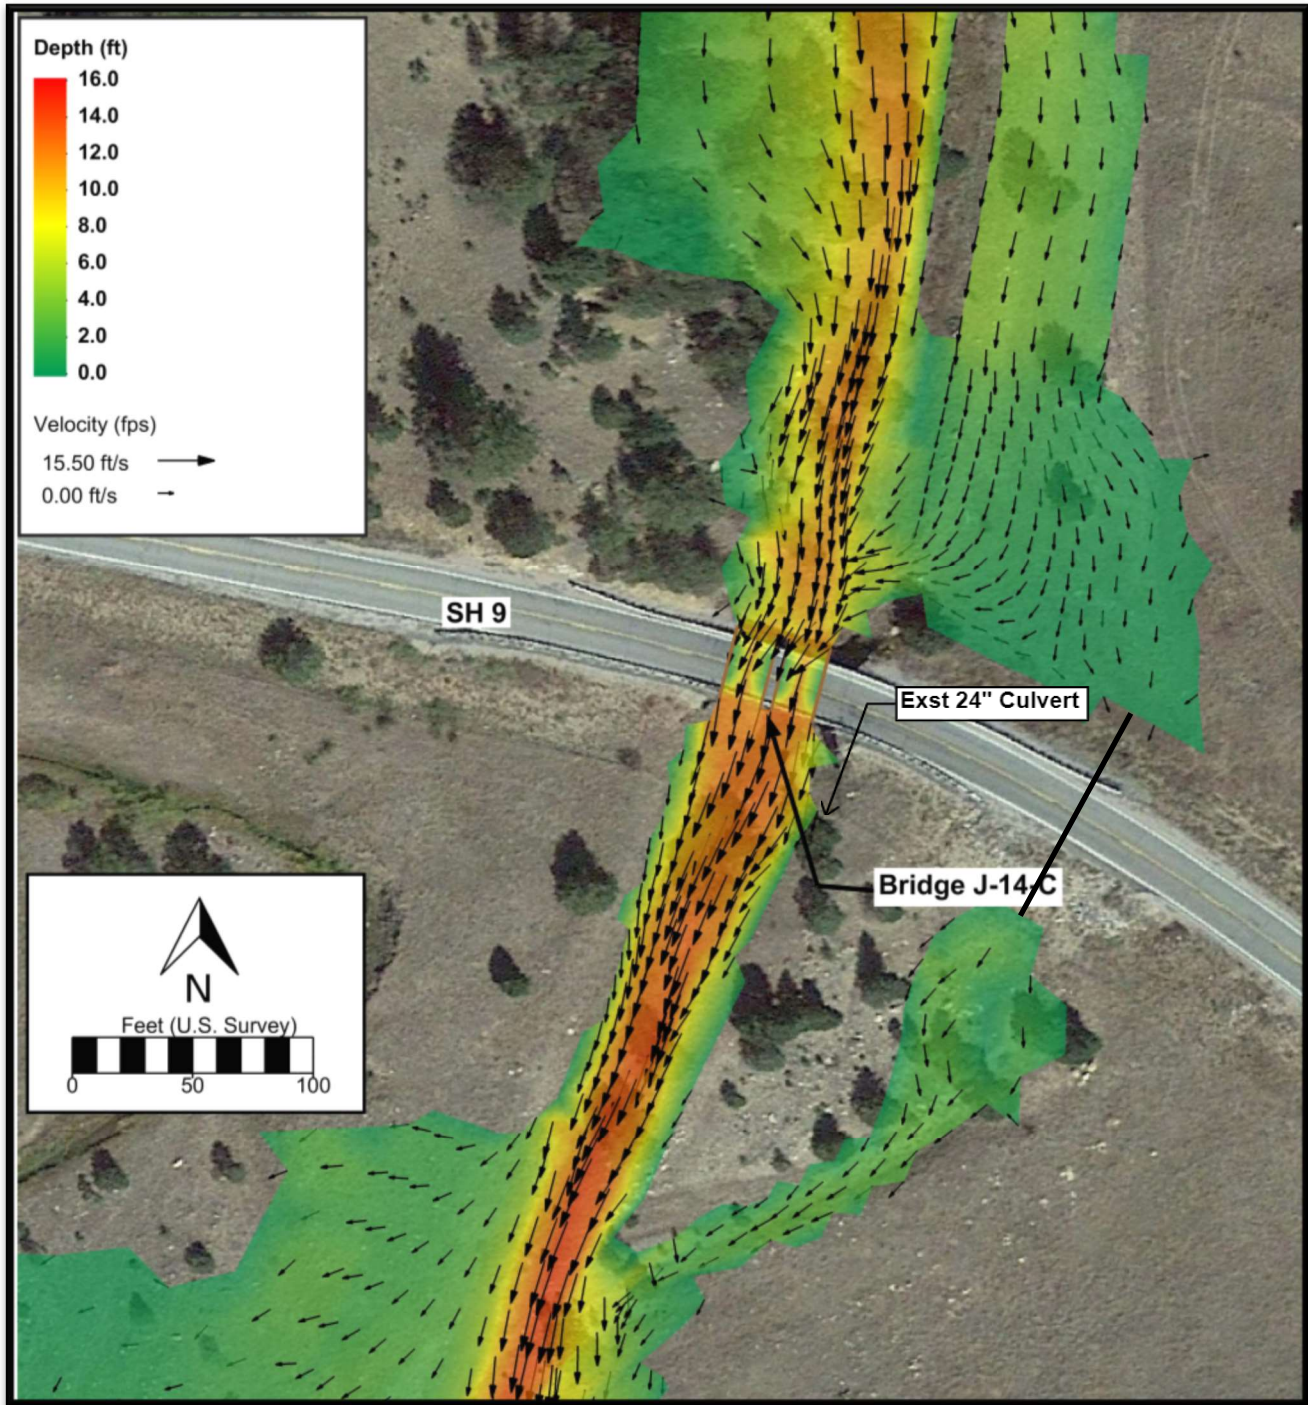 Depth (ft)
16.0
14.0
12.0
10.0
8.0
6.0
4.0
2.0
0.0
Velocity (fps)
15.50 ft/s
0.00 ft/s
SH 9
Exst 24" Culvert
Bridge J-14-C
N
Feet (U.S. Survey)
0 50 100